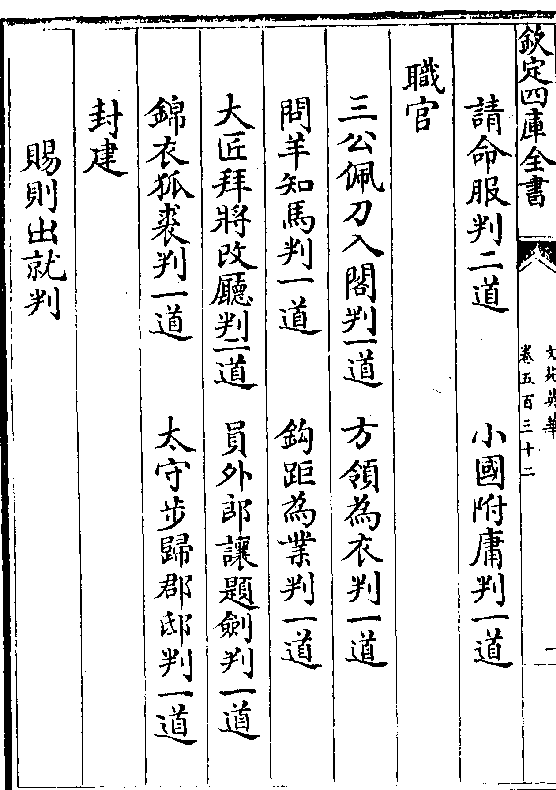 欽定四庫全書
文苑英華
卷五百三十二
一
請命服判二道 小國附庸判一道
職官
三公佩刀入閤判一道 方領為衣判一道
問羊知馬判一道 鈎距為業判一道
大匠拜將改廳判二道 員外郎讓題劍判一道
錦衣狐裘判一道 太守步歸郡邸判一道
封建
賜則出就判